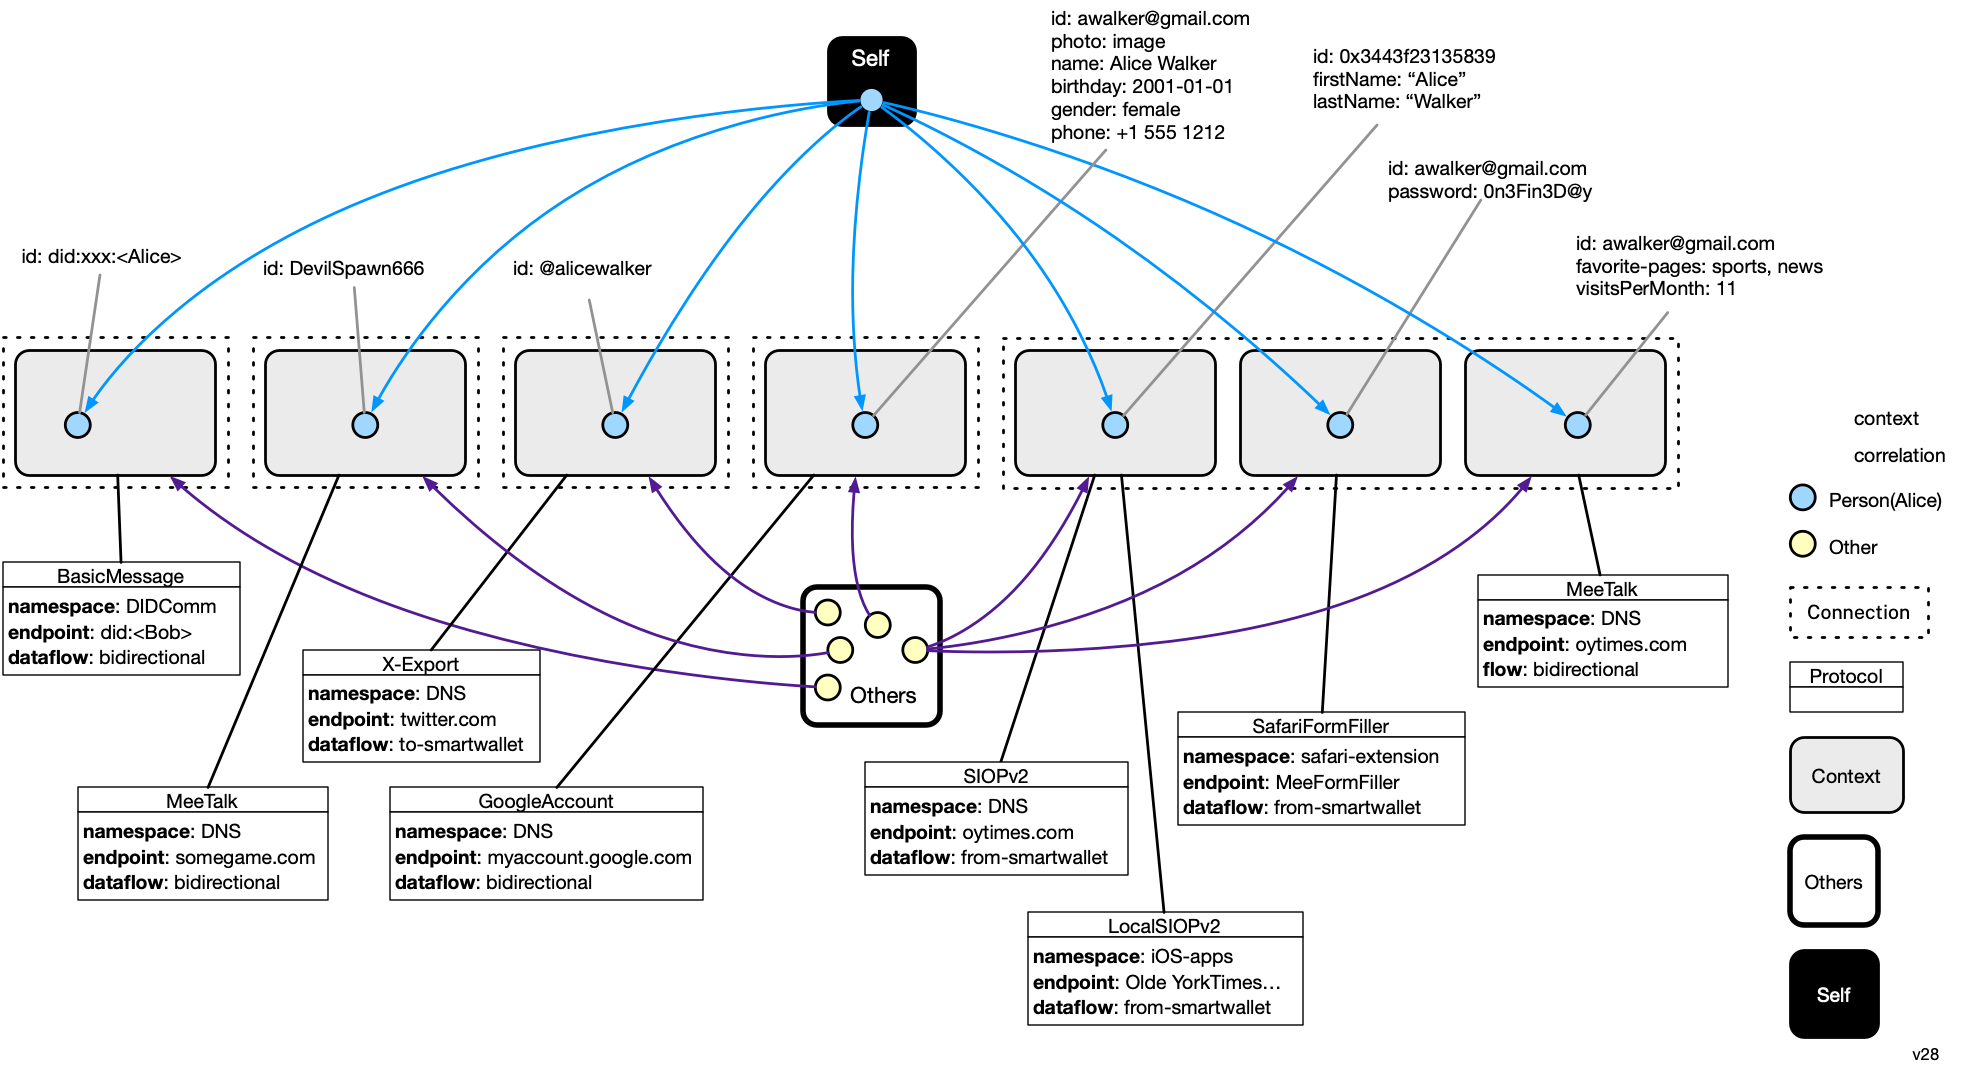 Self
id: awalker@gmail.com
photo: image
name: Alice Walker
birthday: 2001-01-01
gender: female
phone: +1 555 1212
id: 0x3443f23135839
firstName: “Alice”
lastName: “Walker”
id: awalker@gmail.com
password: 0n3Fin3D@y
id: awalker@gmail.com
favorite-pages: sports, news
visitsPerMonth: 11
id: did:xxx:<Alice>
id: DevilSpawn666
id: @alicewalker
BasicMessage
namespace: DIDComm
endpoint: did:<Bob>
dataflow: bidirectional
MeeTalk
namespace: DNS
endpoint: somegame.com
dataflow: bidirectional
X-Export
namespace: DNS
endpoint: twitter.com
dataflow: to-smartwallet
GoogleAccount
namespace: DNS
endpoint: myaccount.google.com
dataflow: bidirectional
Others
SIOPv2
namespace: DNS
endpoint: oytimes.com
dataflow: from-smartwallet
LocalSIOPv2
namespace: iOS-apps
endpoint: Olde YorkTimes...
dataflow: from-smartwallet
SafariFormFiller
namespace: safari-extension
endpoint: MeeFormFiller
dataflow: from-smartwallet
MeeTalk
namespace: DNS
endpoint: oytimes.com
flow: bidirectional
context
correlation
Person(Alice)
Other
Connection
Protocol
Context
Others
Self
v28